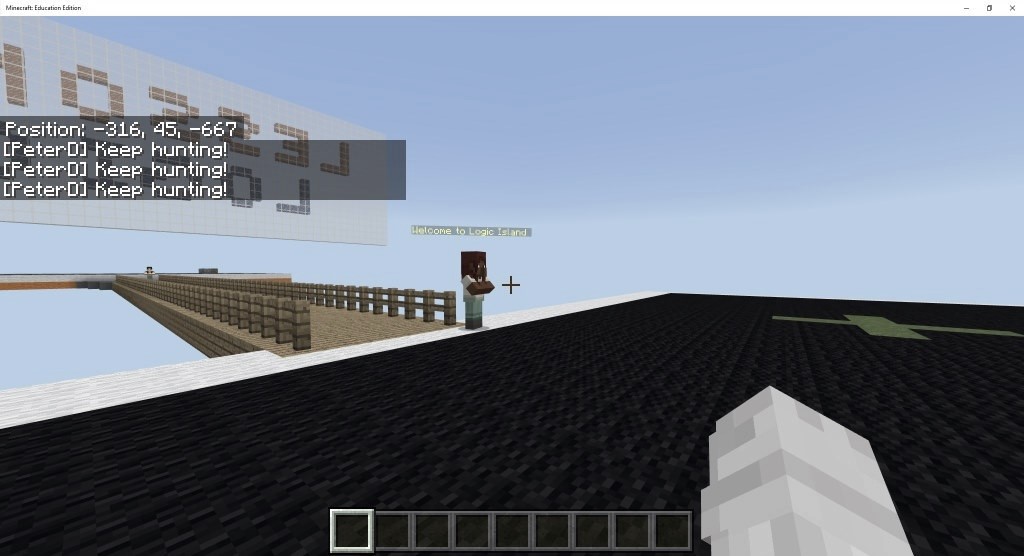 Minecraft: Education Edition
Position: -316, 45, -667
[PeterD] Keep hunting!
[PeterD] Keep hunting!
[PeterD] Keep hunting!
Welcome to Logic Island